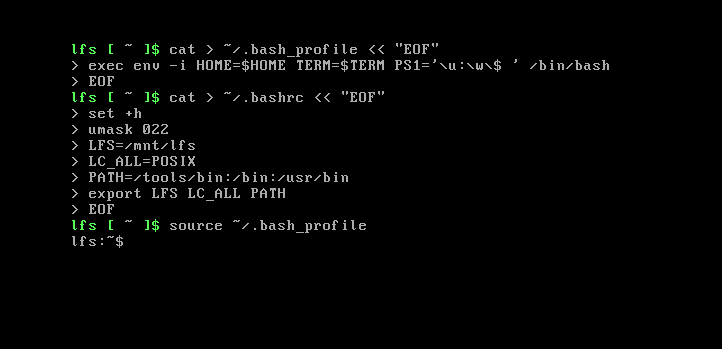 lfs [ ~ ]$ cat > ~/.bash_profile << "EOF"
> exec env -i HOME=$HOME TERM=$TERM PS1='\u:\w\$ ' /bin/bash
> EOF
lfs [ ~ ]$ cat > ~/.bashrc << "EOF"
> set +h
> umask 022
> LFS=/mnt/lfs
> LC_ALL=POSIX
> PATH=/tools/bin:/bin:/usr/bin
> export LFS LC_ALL PATH
> EOF
lfs [ ~ ]$ source ~/.bash_profile
lfs:~$